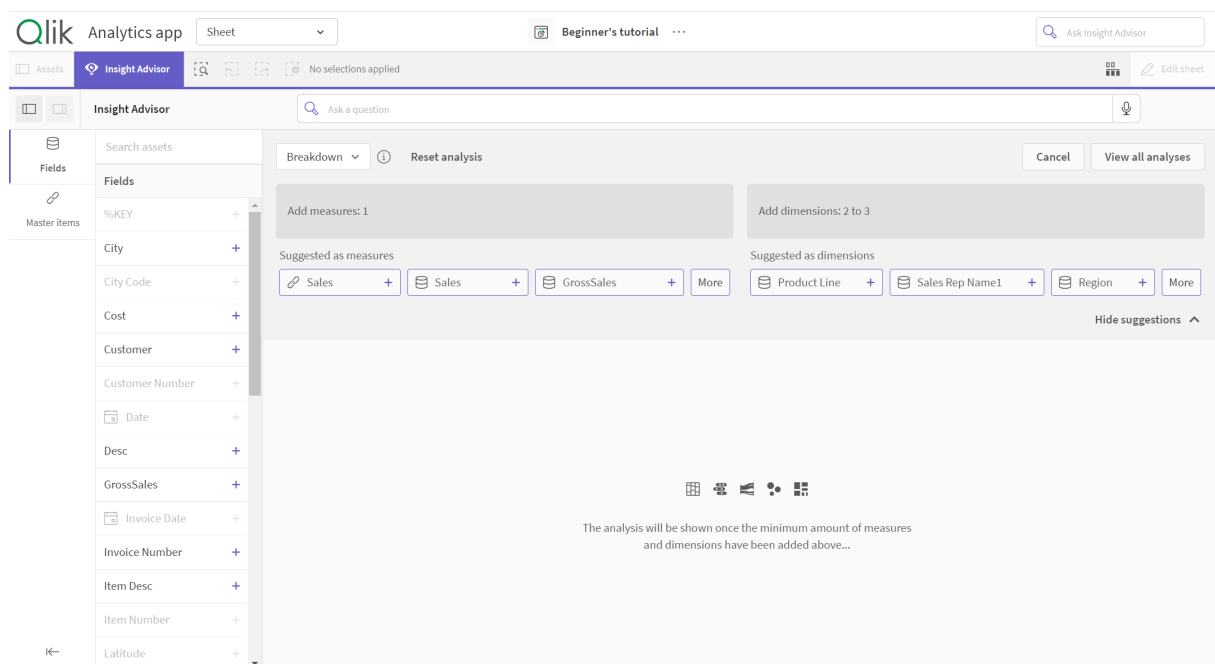 Qlik Analytics app Sheet Beginner's tutorial ... Ask Insight Advisor
Assets Insight Advisor No selections applied Edit sheet
Insight Advisor Ask a question
Fields
Master items
Search assets
Fields
%KEY
City
City Code
Cost
Customer
Customer Number
Date
Desc
GrossSales
Invoice Date
Invoice Number
Item Desc
Item Number
Latitude
Breakdown Reset analysis Cancel View all analyses
Add measures: 1 Add dimensions: 2 to 3
Suggested as measures Suggested as dimensions
Sales Sales GrossSales More Product Line Sales Rep Name1 Region More
Hide suggestions
The analysis will be shown once the minimum amount of measures
and dimensions have been added above...